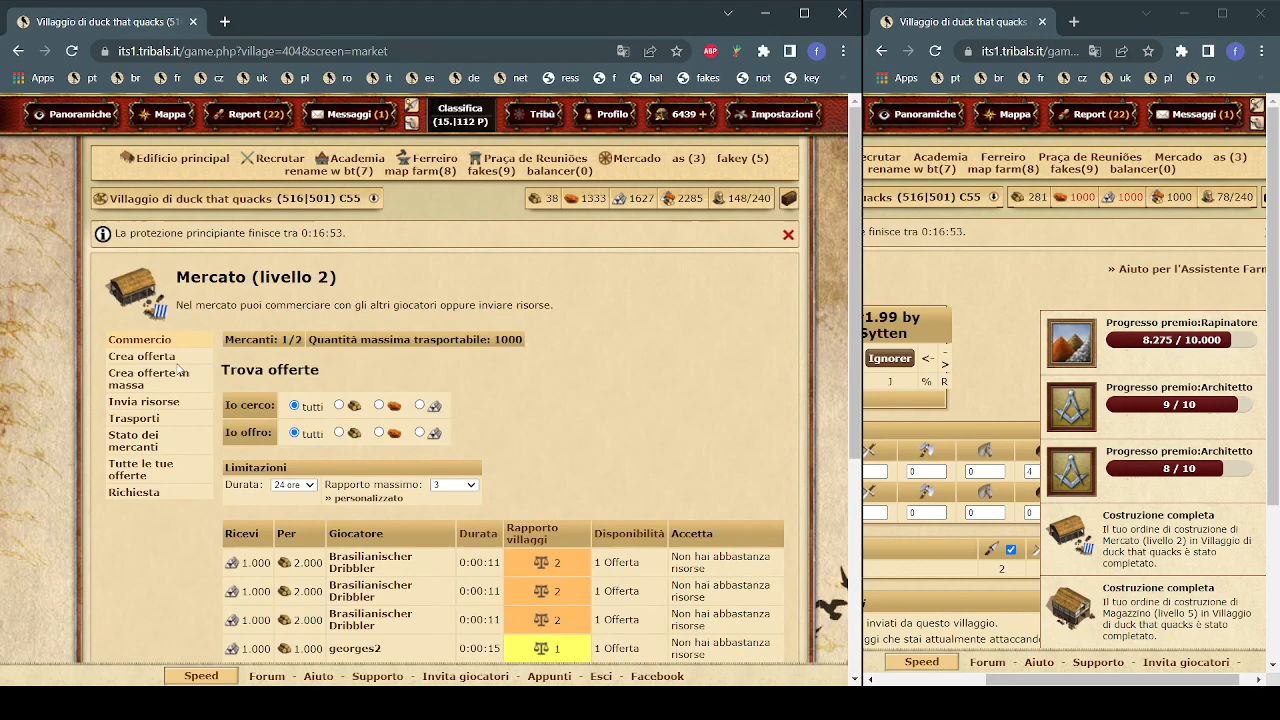 Villaggio di duck that quacks (51
its1.tribals.it/game.php?village=404&screen=market
ABP
f
Apps pt br fr cz uk pl ro it es de net ress f bal fakes not key
Panoramiche Mappa Report (22) Messaggi (1) Classifica (15.|112 P) Tribù Profilo 6439 + Impostazioni
Edificio principal Recrutar Academia Ferreiro Praça de Reuniões Mercado as (3) fakey (5)
rename w bt(7) map farm(8) fakes(9) balancer(0)
Villaggio di duck that quacks (516|501) C55
38 1333 1627 2285 148/240
La protezione principiante finisce tra 0:16:53.
Mercato (livello 2)
Nel mercato puoi commerciare con gli altri giocatori oppure inviare risorse.
Commercio
Crea offerta
Crea offerte in
massa
Invia risorse
Trasporti
Stato dei
mercanti
Tutte le tue
offerte
Richiesta
Mercanti: 1/2 Quantità massima trasportabile: 1000
Trova offerte
Io cerco: tutti
Io offro: tutti
Limitazioni
Durata: 24 ore Rapporto massimo: 3
» personalizzato
Ricevi Per Giocatore Durata Rapporto villaggi Disponibilità Accetta
1.000 2.000 Brasilianischer Dribbler 0:00:11 2 1 Offerta Non hai abbastanza risorse
1.000 2.000 Brasilianischer Dribbler 0:00:11 2 1 Offerta Non hai abbastanza risorse
1.000 2.000 Brasilianischer Dribbler 0:00:11 2 1 Offerta Non hai abbastanza risorse
1.000 1.000 georges2 0:00:15 1 1 Offerta Non hai abbastanza risorse
Speed Forum - Aiuto - Supporto - Invita giocatori - Appunti - Esci - Facebook
Villaggio di duck that quacks
its1.tribals.it/gam...
f
Apps pt br fr cz uk pl ro
Panoramiche Mappa Report (22) Messaggi (1)
crutar Academia Ferreiro Praça de Reuniões Mercado as (3)
rename w bt(7) map farm(8) fakes(9) balancer(0)
acks (516|501) C55 281 1000 1000 1000 78/240
finisce tra 0:16:53.
» Aiuto per l'Assistente Farm
1.99 by
Sytten
Ignorer <- ->
J % R
0 0 4
0 0
2
i
inviati da questo villaggio.
ggi che stai attualmente attaccand
Progresso premio:Rapinatore
8.275 / 10.000
Progresso premio:Architetto
9 / 10
Progresso premio:Architetto
8 / 10
Costruzione completa
Il tuo ordine di costruzione di
Mercato (livello 2) in Villaggio
di duck that quacks è stato
completato.
Costruzione completa
Il tuo ordine di costruzione di
Magazzino (livello 5) in Villaggio
di duck that quacks è stato
completato.
Speed Forum - Aiuto - Supporto - Invita giocatori -